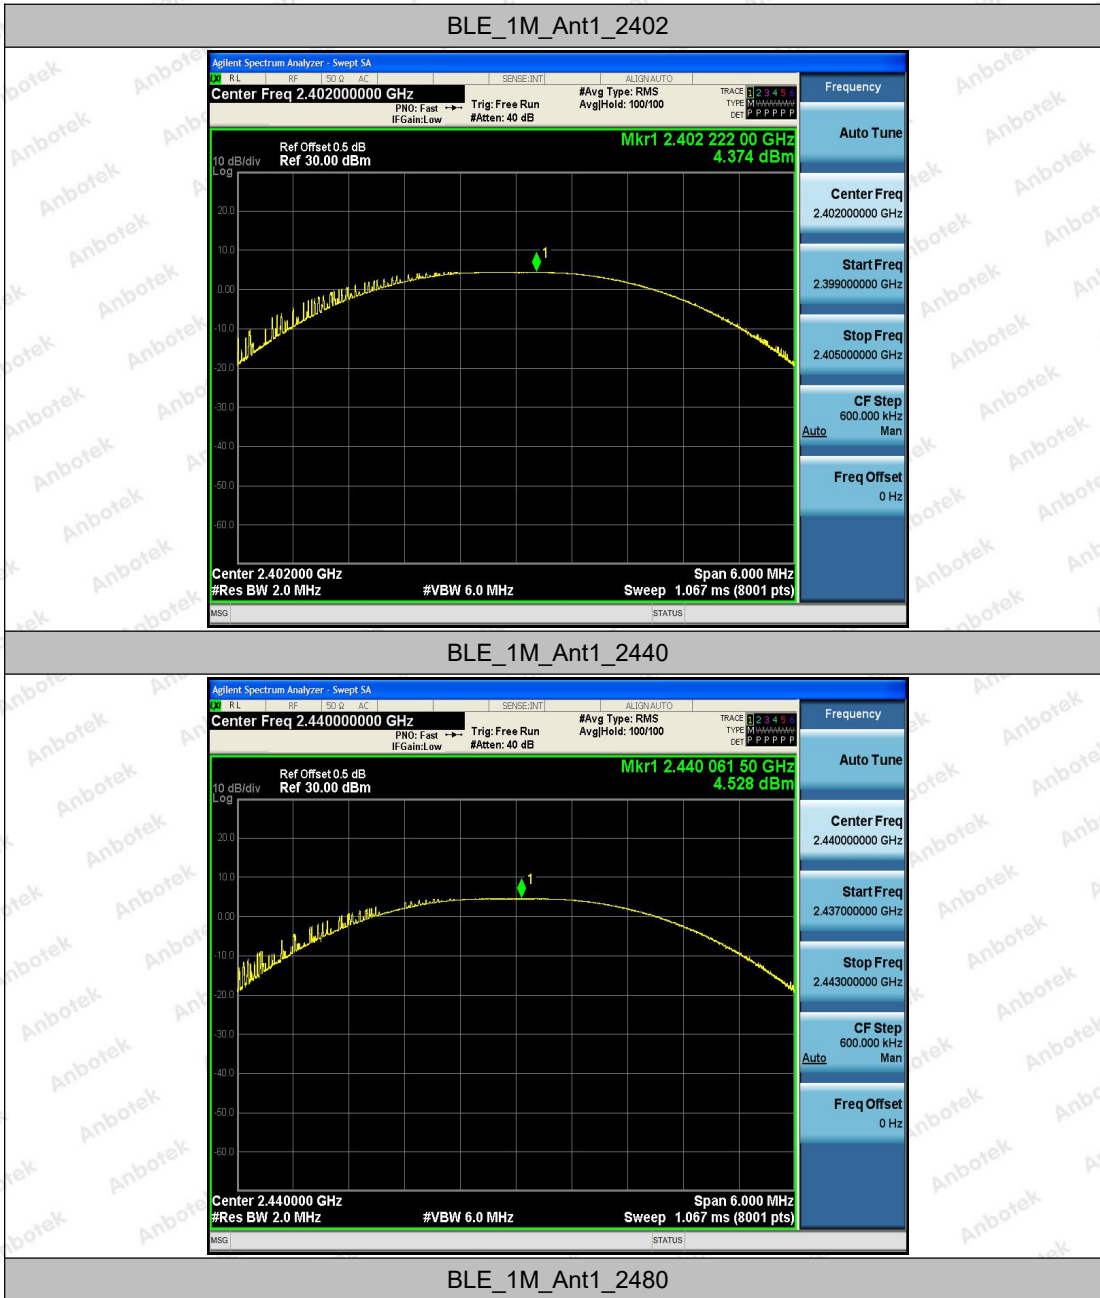 BLE_1M_Ant1_2402
Agilent Spectrum Analyzer - Swept SA
LXI RL RF 50 Ω AC SENSE:INT ALIGNAUTO
Center Freq 2.402000000 GHz
PNO: Fast
IFGain:Low
Trig: Free Run
#Atten: 40 dB
#Avg Type: RMS
Avg|Hold: 100/100
TRACE 1 2 3 4 5 6
TYPE M
DET P P P P P P
Mkr1 2.402 222 00 GHz
4.374 dBm
Ref Offset 0.5 dB
10 dB/div Ref 30.00 dBm
Log
20.0
10.0
0.00
-10.0
-20.0
-30.0
-40.0
-50.0
-60.0
1
Center 2.402000 GHz Span 6.000 MHz
#Res BW 2.0 MHz #VBW 6.0 MHz Sweep 1.067 ms (8001 pts)
MSG STATUS
Frequency
Auto Tune
Center Freq
2.402000000 GHz
Start Freq
2.399000000 GHz
Stop Freq
2.405000000 GHz
CF Step
600.000 kHz
Auto Man
Freq Offset
0 Hz
BLE_1M_Ant1_2440
Agilent Spectrum Analyzer - Swept SA
LXI RL RF 50 Ω AC SENSE:INT ALIGNAUTO
Center Freq 2.440000000 GHz
PNO: Fast
IFGain:Low
Trig: Free Run
#Atten: 40 dB
#Avg Type: RMS
Avg|Hold: 100/100
TRACE 1 2 3 4 5 6
TYPE M
DET P P P P P P
Mkr1 2.440 061 50 GHz
4.528 dBm
Ref Offset 0.5 dB
10 dB/div Ref 30.00 dBm
Log
20.0
10.0
0.00
-10.0
-20.0
-30.0
-40.0
-50.0
-60.0
1
Center 2.440000 GHz Span 6.000 MHz
#Res BW 2.0 MHz #VBW 6.0 MHz Sweep 1.067 ms (8001 pts)
MSG STATUS
Frequency
Auto Tune
Center Freq
2.440000000 GHz
Start Freq
2.437000000 GHz
Stop Freq
2.443000000 GHz
CF Step
600.000 kHz
Auto Man
Freq Offset
0 Hz
BLE_1M_Ant1_2480
Anbotek